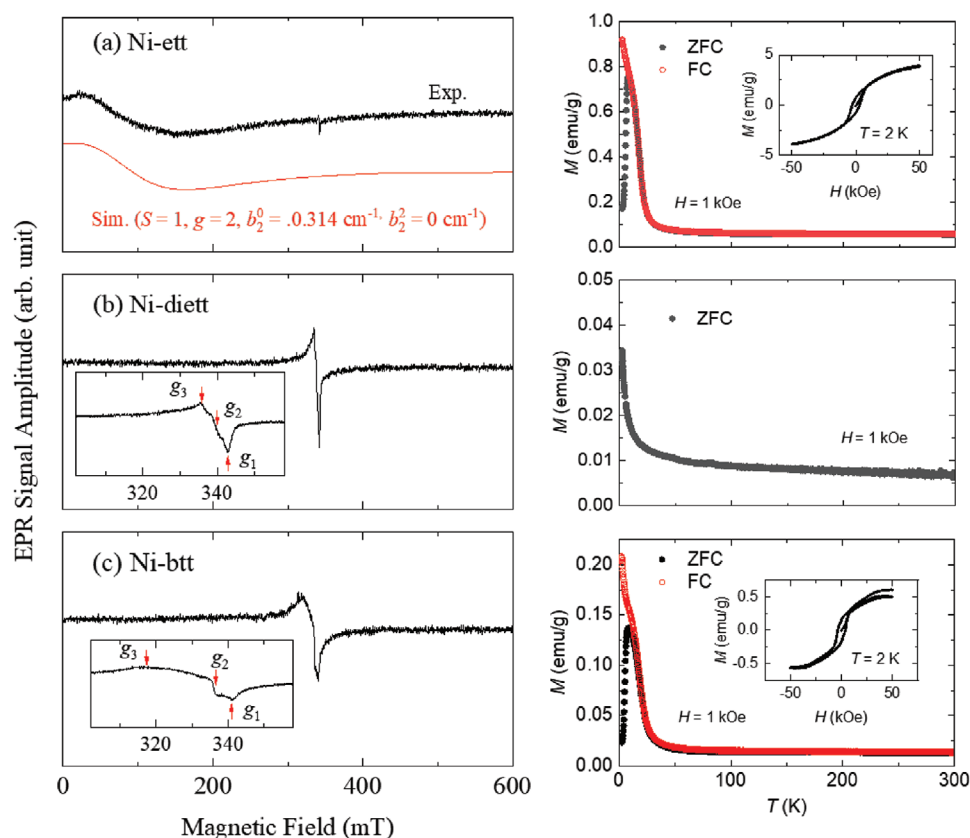 (a) Ni-ett
Exp.
Sim. (S = 1, g = 2, b₂⁰ = .0.314 cm⁻¹, b₂² = 0 cm⁻¹)
(b) Ni-diett
g₃
g₂
g₁
320 340
(c) Ni-btt
g₃
g₂
g₁
320 340
0 200 400 600
Magnetic Field (mT)
EPR Signal Amplitude (arb. unit)
1.0
0.8
0.6
0.4
0.2
0.0
M (emu/g)
ZFC
FC
H = 1 kOe
5
0
-5
M (emu/g)
T = 2 K
-50 0 50
H (kOe)
0.05
0.04
0.03
0.02
0.01
0.00
M (emu/g)
ZFC
H = 1 kOe
0.20
0.15
0.10
0.05
0.00
M (emu/g)
ZFC
FC
H = 1 kOe
0.5
0.0
-0.5
M (emu/g)
T = 2 K
-50 0 50
H (kOe)
0 100 200 300
T (K)